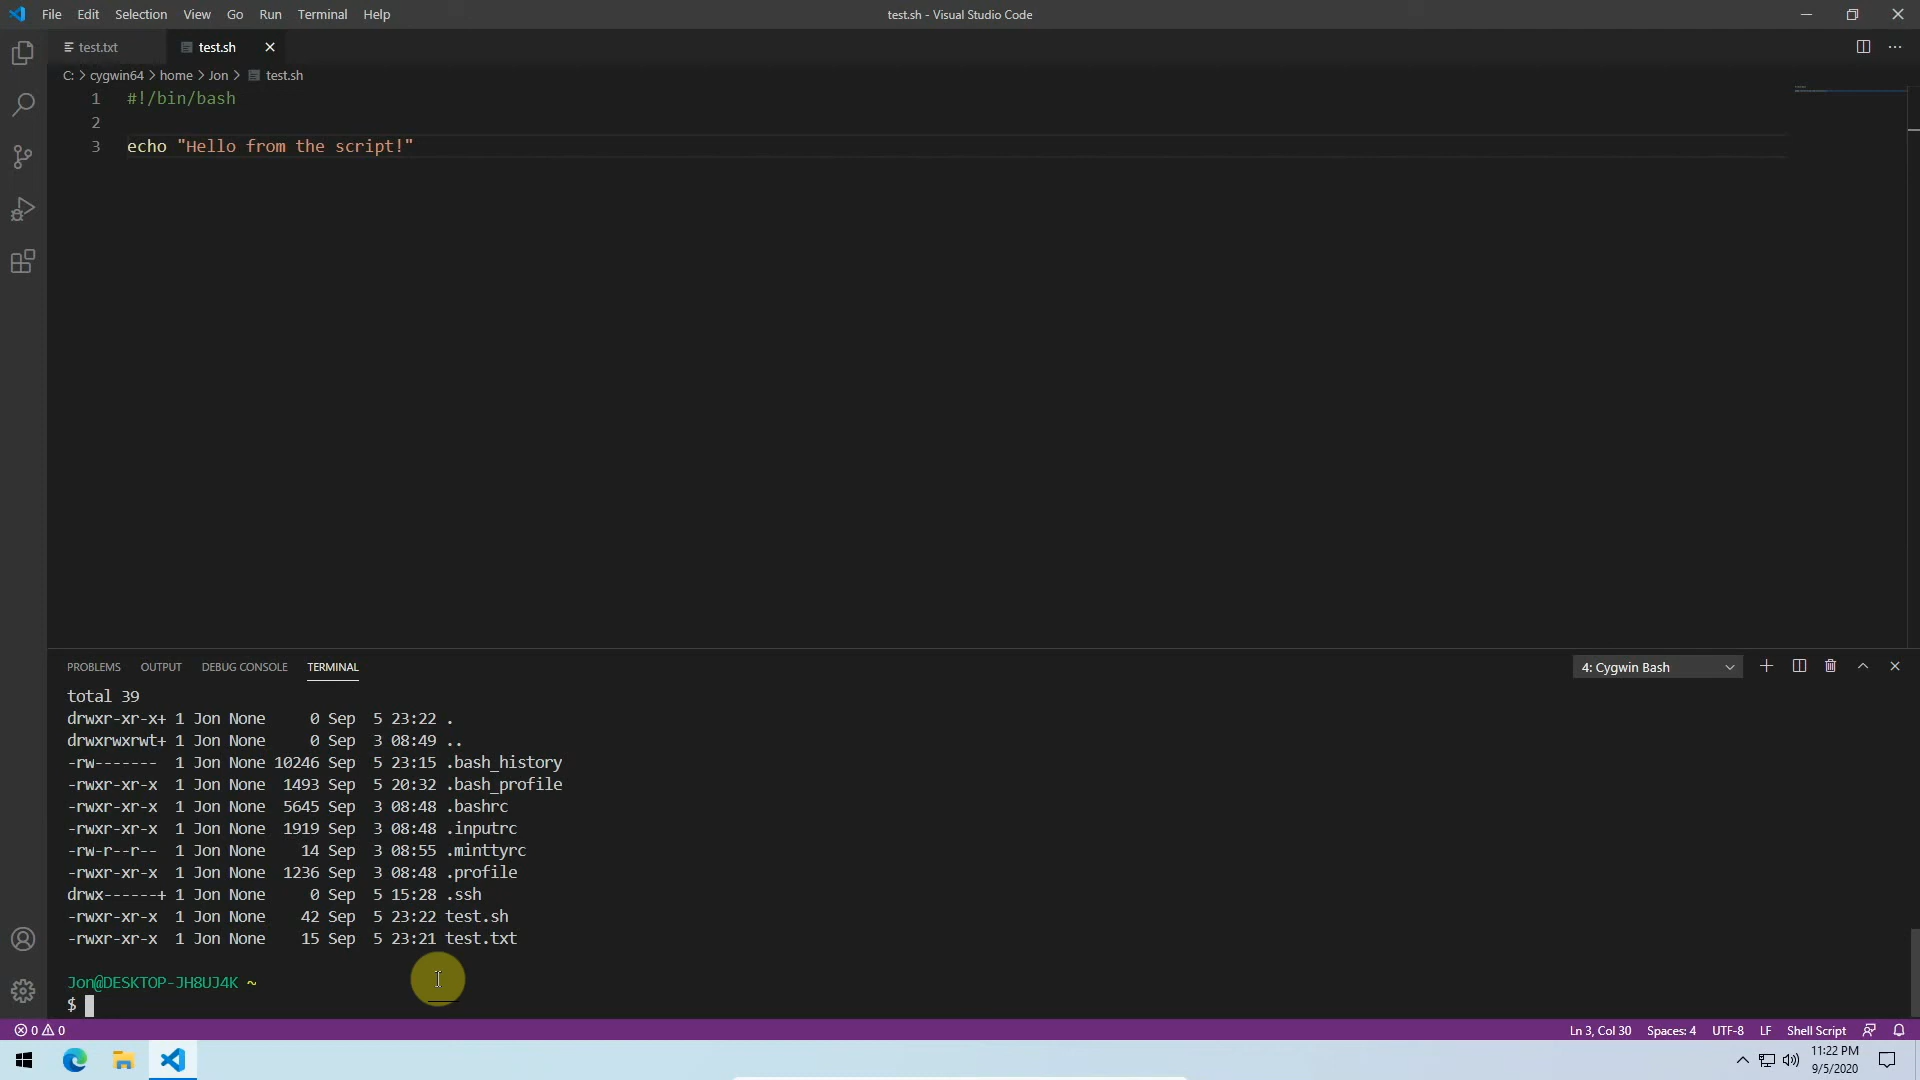 File Edit Selection View Go Run Terminal Help test.sh - Visual Studio Code
test.txt test.sh
C: > cygwin64 > home > Jon > test.sh
1 #!/bin/bash
2
3 echo "Hello from the script!"
PROBLEMS OUTPUT DEBUG CONSOLE TERMINAL 4: Cygwin Bash
total 39
drwxr-xr-x+ 1 Jon None     0 Sep  5 23:22 .
drwxrwxrwt+ 1 Jon None     0 Sep  3 08:49 ..
-rw-------  1 Jon None 10246 Sep  5 23:15 .bash_history
-rwxr-xr-x  1 Jon None  1493 Sep  5 20:32 .bash_profile
-rwxr-xr-x  1 Jon None  5645 Sep  3 08:48 .bashrc
-rwxr-xr-x  1 Jon None  1919 Sep  3 08:48 .inputrc
-rw-r--r--  1 Jon None    14 Sep  3 08:55 .minttyrc
-rwxr-xr-x  1 Jon None  1236 Sep  3 08:48 .profile
drwx------+ 1 Jon None     0 Sep  5 15:28 .ssh
-rwxr-xr-x  1 Jon None    42 Sep  5 23:22 test.sh
-rwxr-xr-x  1 Jon None    15 Sep  5 23:21 test.txt
Jon@DESKTOP-JH8UJ4K ~
$
0 0 Ln 3, Col 30 Spaces: 4 UTF-8 LF Shell Script
11:22 PM
9/5/2020